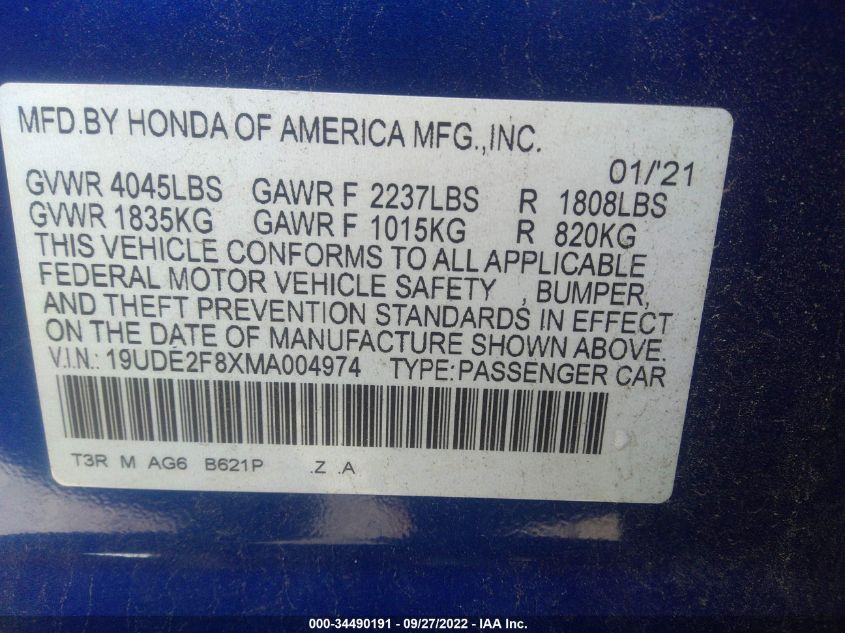 MFD.BY HONDA OF AMERICA MFG.,INC.
01/'21
GVWR 4045LBS GAWR F 2237LBS R 1808LBS
GVWR 1835KG GAWR F 1015KG R 820KG
THIS VEHICLE CONFORMS TO ALL APPLICABLE
FEDERAL MOTOR VEHICLE SAFETY , BUMPER,
AND THEFT PREVENTION STANDARDS IN EFFECT
ON THE DATE OF MANUFACTURE SHOWN ABOVE.
V.I.N.: 19UDE2F8XMA004974 TYPE:PASSENGER CAR
T3R M AG6 B621P .Z .A
000-34490191 - 09/27/2022 - IAA Inc.